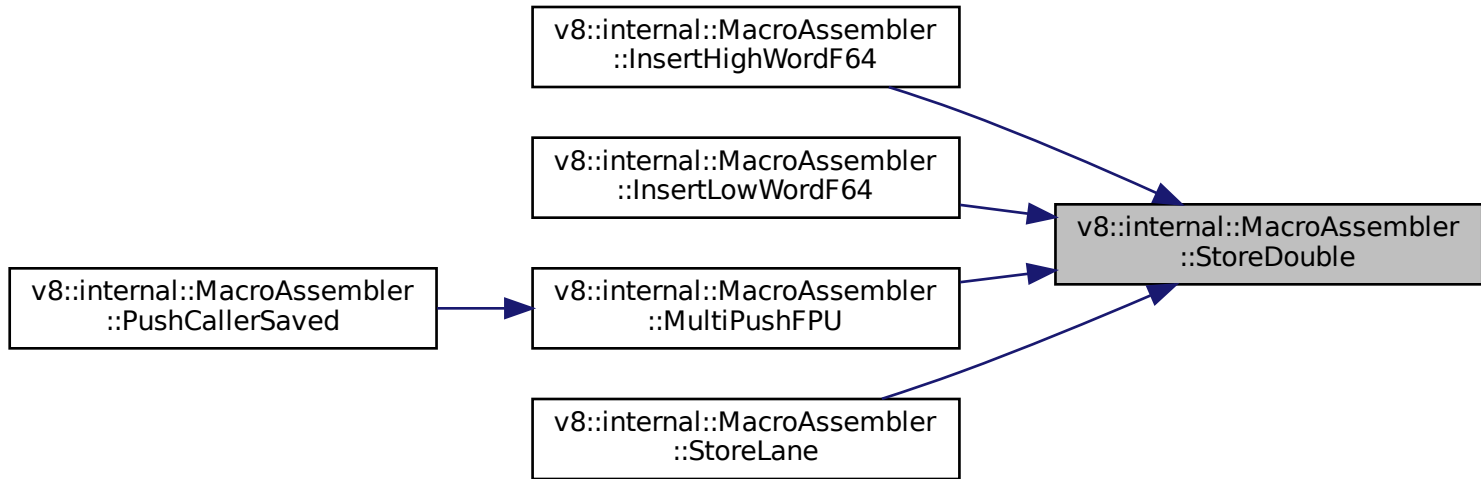 v8::internal::MacroAssembler
::InsertHighWordF64
v8::internal::MacroAssembler
::InsertLowWordF64
v8::internal::MacroAssembler
::StoreDouble
v8::internal::MacroAssembler
::PushCallerSaved
v8::internal::MacroAssembler
::MultiPushFPU
v8::internal::MacroAssembler
::StoreLane